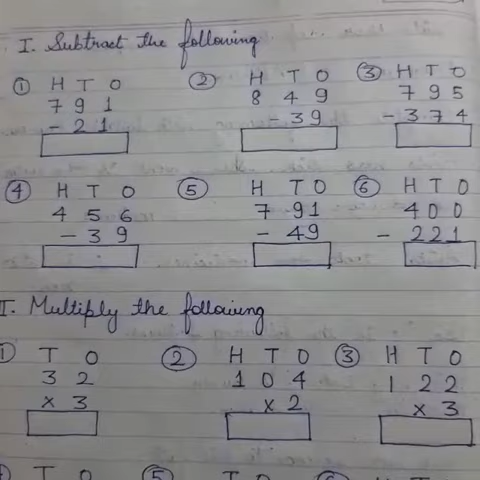 I. Subtract the following
① H T O ② H T O ③ H T O
7 9 1 8 4 9 7 9 5
- 2 1 - 3 9 - 3 7 4
④ H T O ⑤ H T O ⑥ H T O
4 5 6 7 9 1 4 0 0
- 3 9 - 4 9 - 2 2 1
I. Multiply the following
① T O ② H T O ③ H T O
3 2 1 0 4 1 2 2
x 3 x 2 x 3
T O ⑤ T O